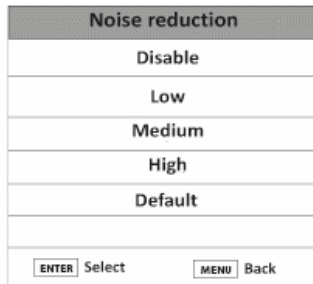 Noise reduction
Disable
Low
Medium
High
Default
ENTER Select MENU Back